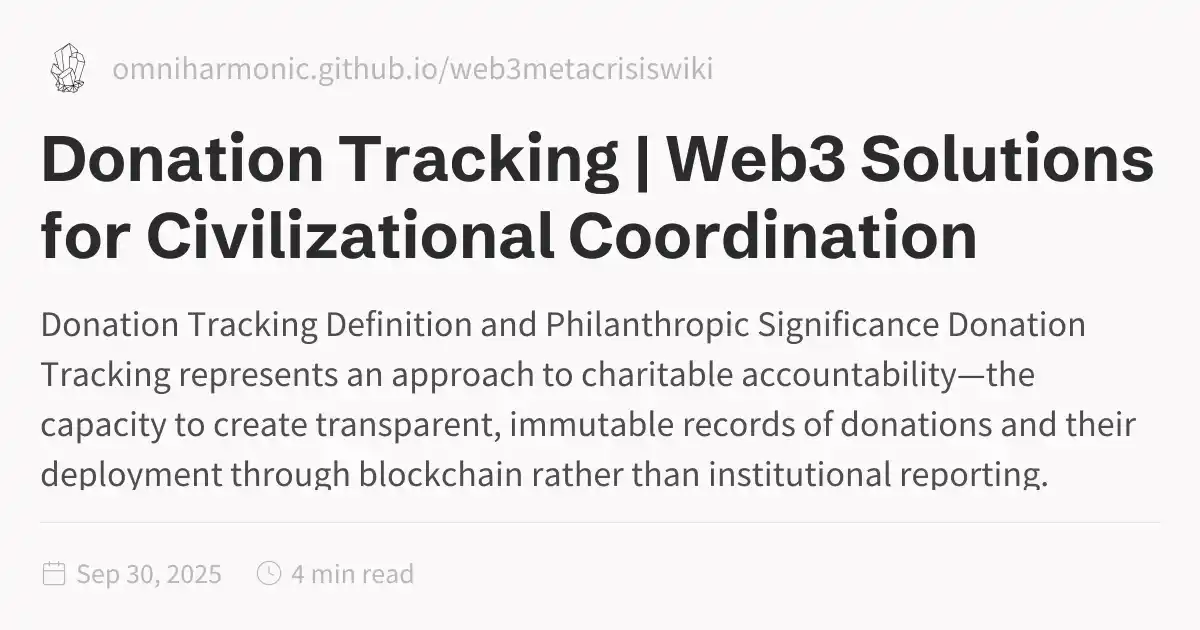 omniharmonic.github.io/web3metacrisiswiki
Donation Tracking | Web3 Solutions
for Civilizational Coordination
Donation Tracking Definition and Philanthropic Significance Donation
Tracking represents an approach to charitable accountability—the
capacity to create transparent, immutable records of donations and their
deployment through blockchain rather than institutional reporting.
Sep 30, 2025 4 min read